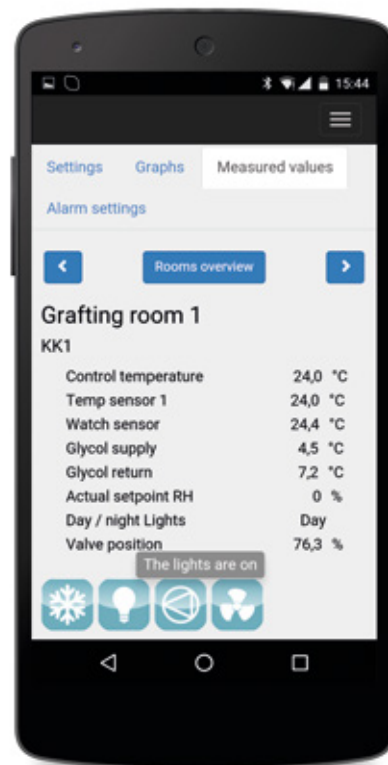 15:44
Settings Graphs Measured values
Alarm settings
Rooms overview
Grafting room 1
KK1
Control temperature 24,0 °C
Temp sensor 1 24,0 °C
Watch sensor 24,4 °C
Glycol supply 4,5 °C
Glycol return 7,2 °C
Actual setpoint RH 0 %
Day / night Lights Day
Valve position 76,3 %
The lights are on